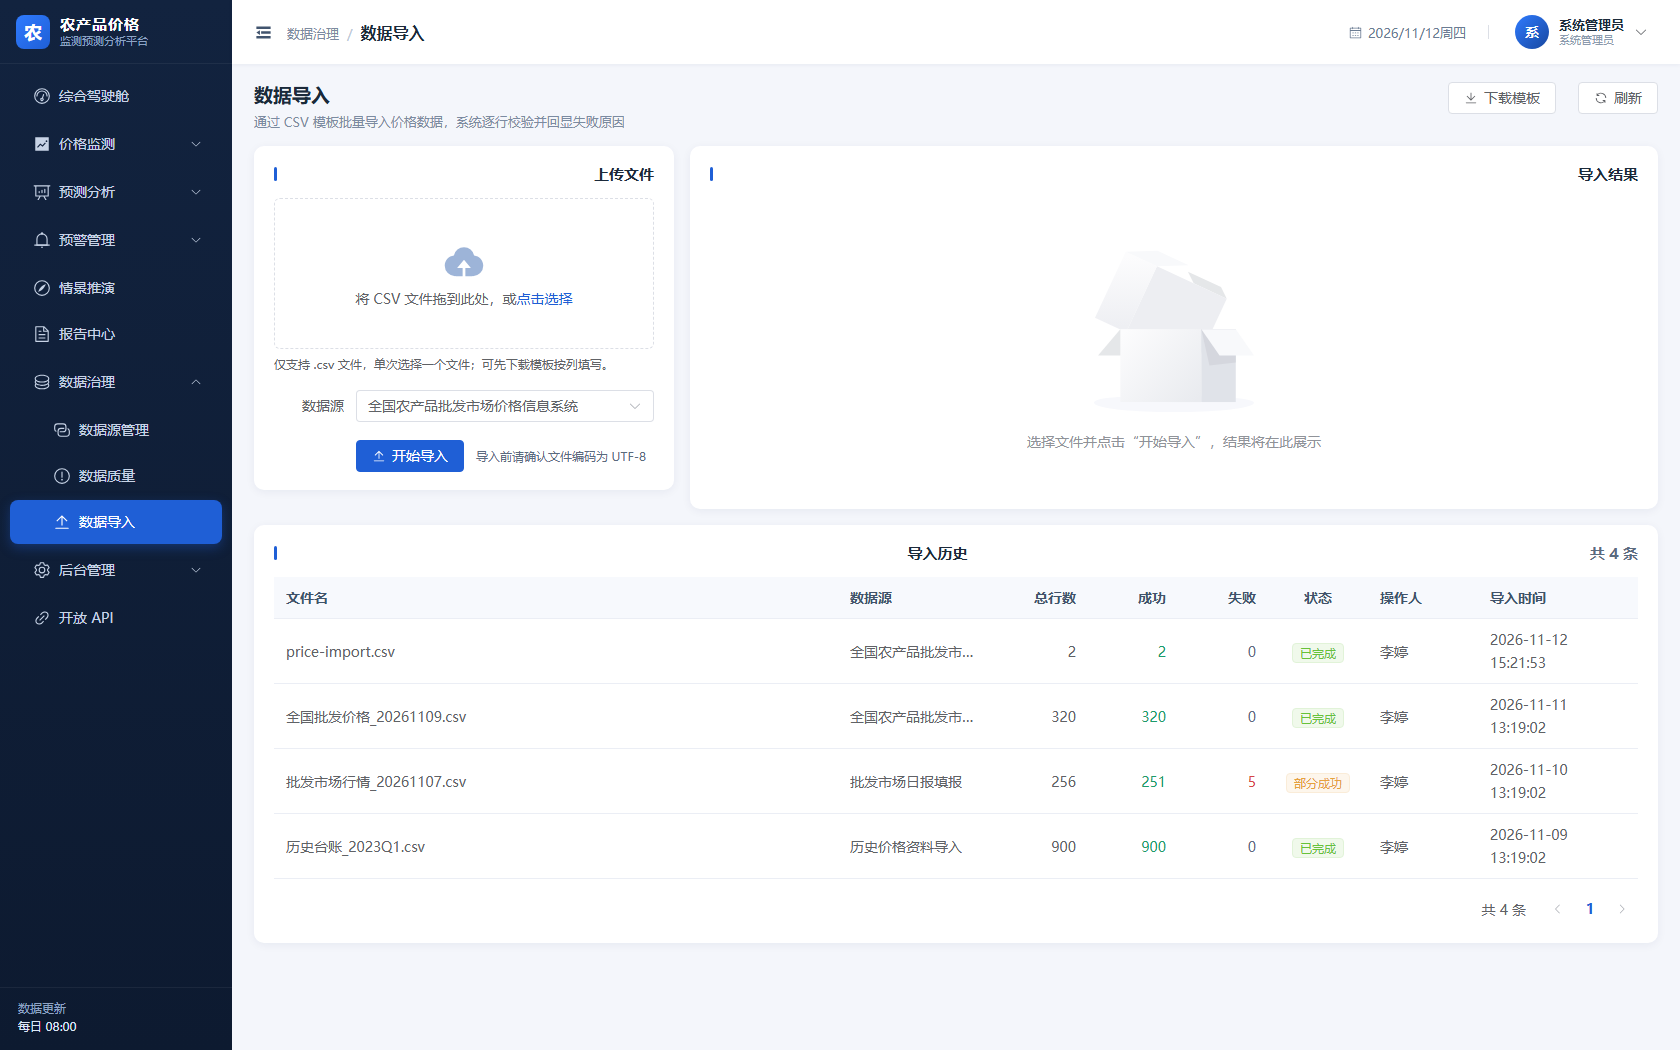 农
农产品价格
监测预测分析平台
综合驾驶舱
价格监测
预测分析
预警管理
情景推演
报告中心
数据治理
数据源管理
数据质量
数据导入
后台管理
开放 API
数据更新
每日 08:00
数据治理 / 数据导入
2026/11/12周四
系
系统管理员
系统管理员
数据导入
通过 CSV 模板批量导入价格数据，系统逐行校验并回显失败原因
下载模板
刷新
上传文件
将 CSV 文件拖到此处，或点击选择
仅支持 .csv 文件，单次选择一个文件；可先下载模板按列填写。
数据源 全国农产品批发市场价格信息系统
开始导入 导入前请确认文件编码为 UTF-8
导入结果
选择文件并点击“开始导入”，结果将在此展示
导入历史 共 4 条
文件名 数据源 总行数 成功 失败 状态 操作人 导入时间
price-import.csv 全国农产品批发市... 2 2 0 已完成 李婷 2026-11-12
15:21:53
全国批发价格_20261109.csv 全国农产品批发市... 320 320 0 已完成 李婷 2026-11-11
13:19:02
批发市场行情_20261107.csv 批发市场日报填报 256 251 5 部分成功 李婷 2026-11-10
13:19:02
历史台账_2023Q1.csv 历史价格资料导入 900 900 0 已完成 李婷 2026-11-09
13:19:02
共 4 条 1